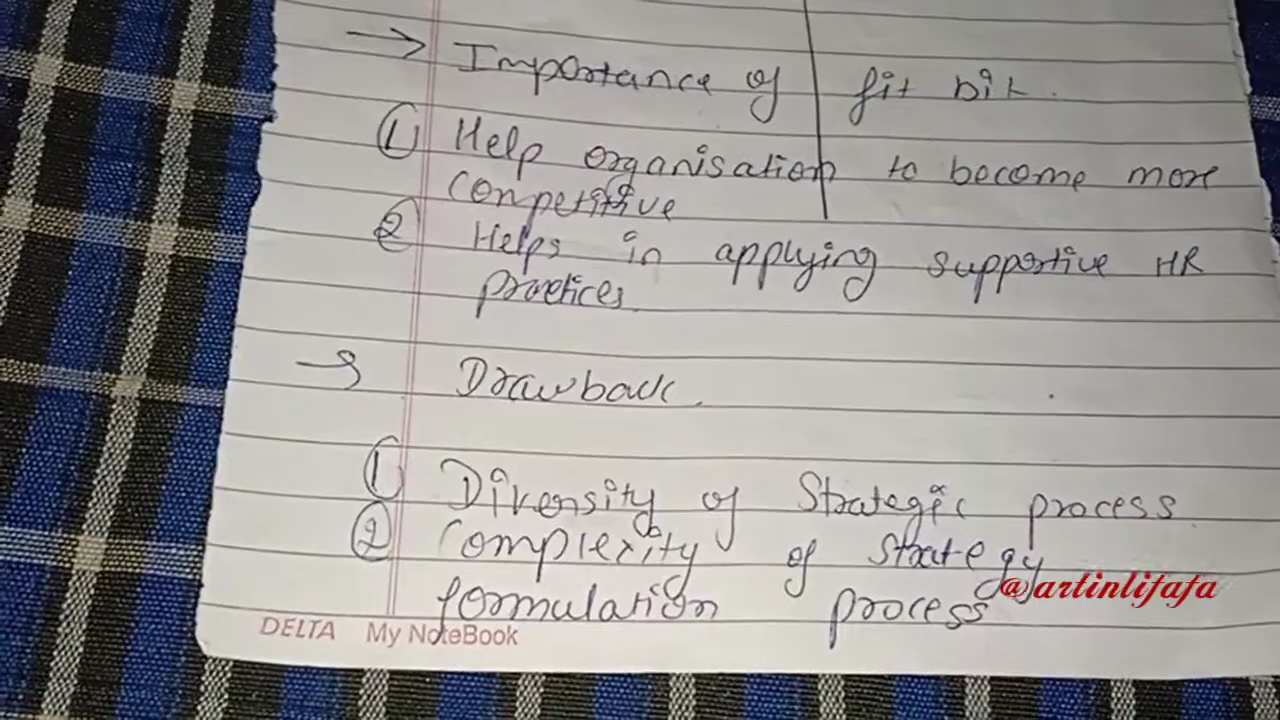 → Importance of fit
① Help organisation to become more
competitive
② Helps in applying supportive HR
practices
→ Drawback.
① Diversity of Strategic process
② Complexity of strategy
formulation process
@artinlifafa
DELTA My NoteBook